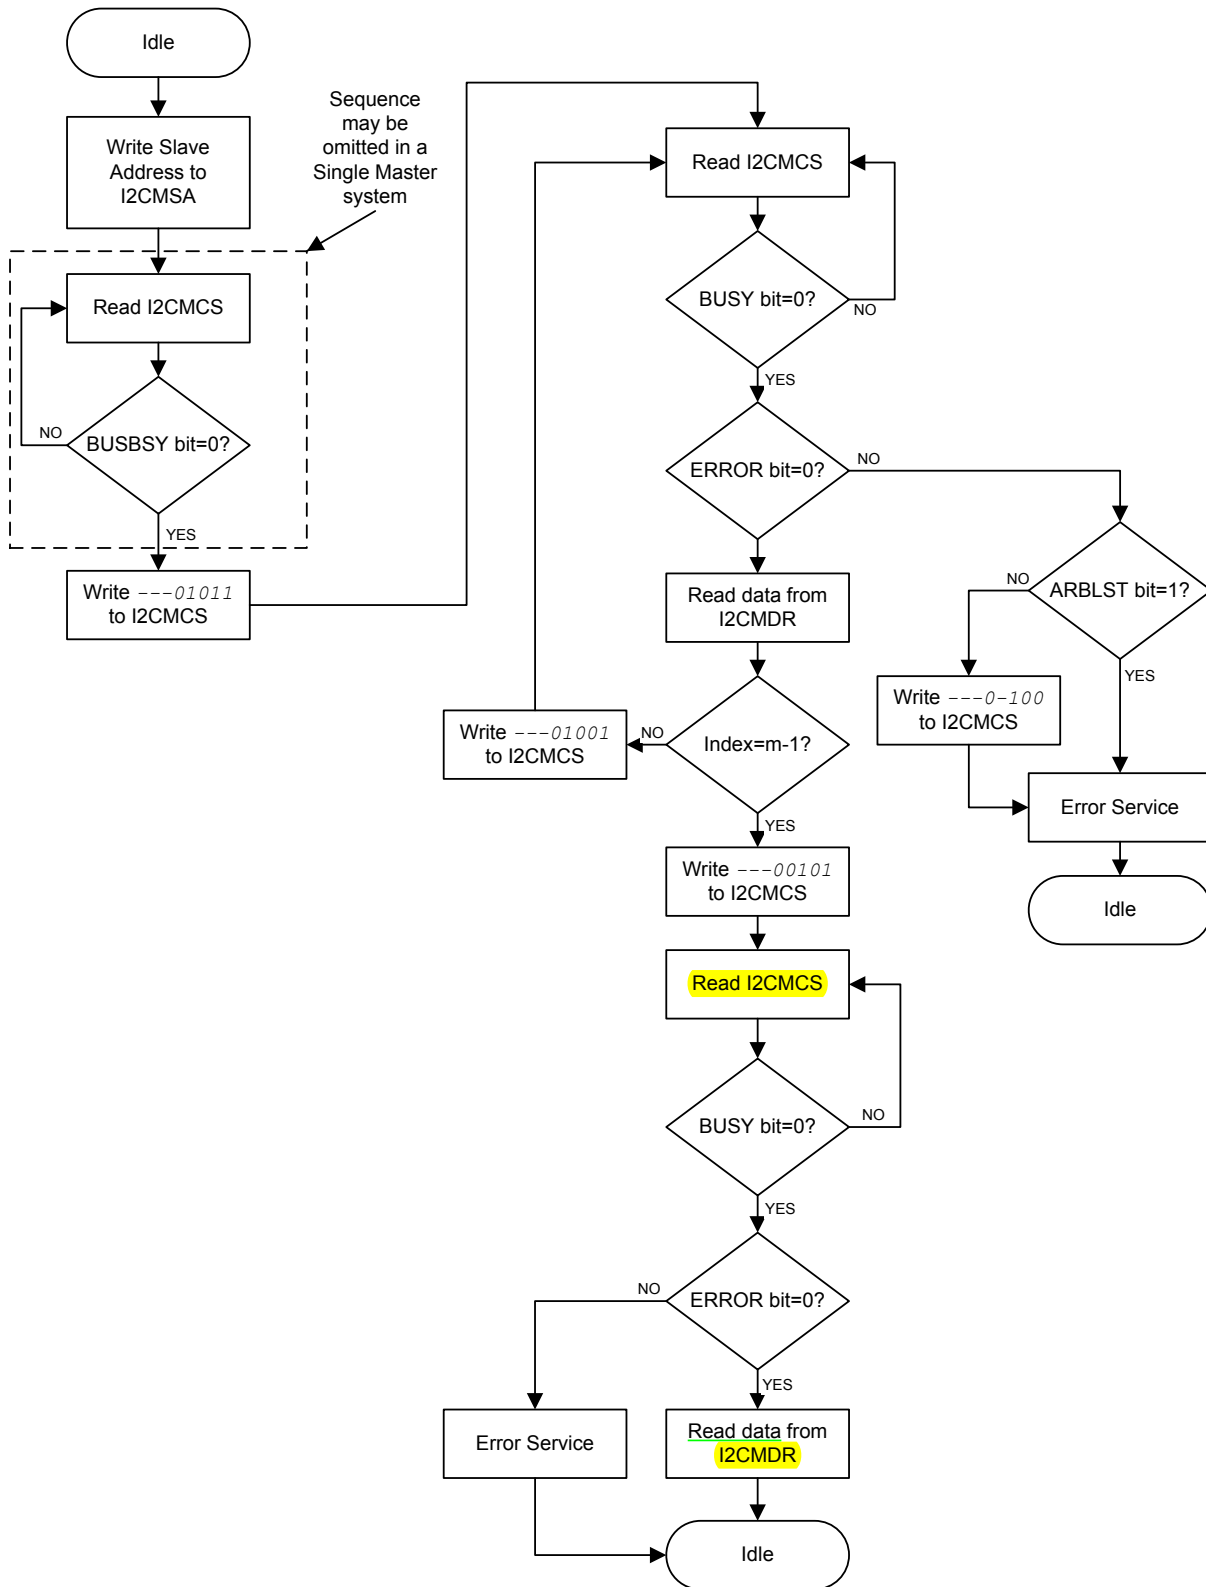 Idle
Write Slave
Address to
I2CMSA
Sequence
may be
omitted in a
Single Master
system
Read I2CMCS
BUSBSY bit=0?
NO
YES
Write ---01011
to I2CMCS
Read I2CMCS
BUSY bit=0?
NO
YES
ERROR bit=0?
NO
Read data from
I2CMDR
ARBLST bit=1?
NO
YES
Write ---0-100
to I2CMCS
Error Service
Idle
Index=m-1?
NO
Write ---01001
to I2CMCS
YES
Write ---00101
to I2CMCS
Read I2CMCS
BUSY bit=0?
NO
YES
ERROR bit=0?
NO
YES
Error Service
Read data from
I2CMDR
Idle